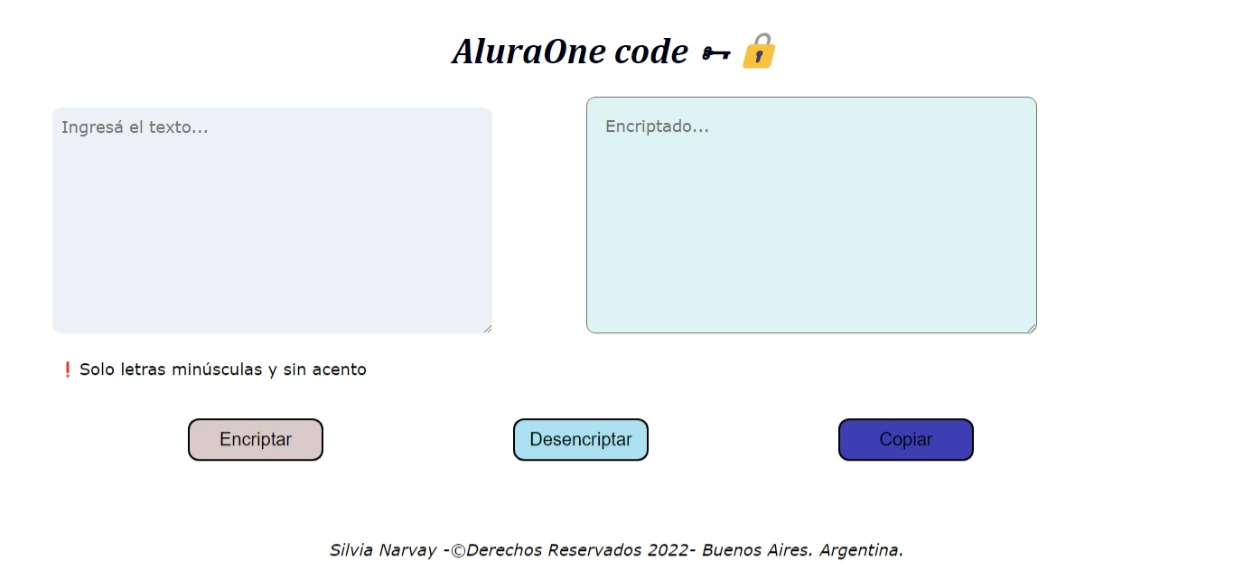 AluraOne code 🗝 🔒
Ingresá el texto...
Encriptado...
❗Solo letras minúsculas y sin acento
Encriptar
Desencriptar
Copiar
Silvia Narvay -©Derechos Reservados 2022- Buenos Aires. Argentina.